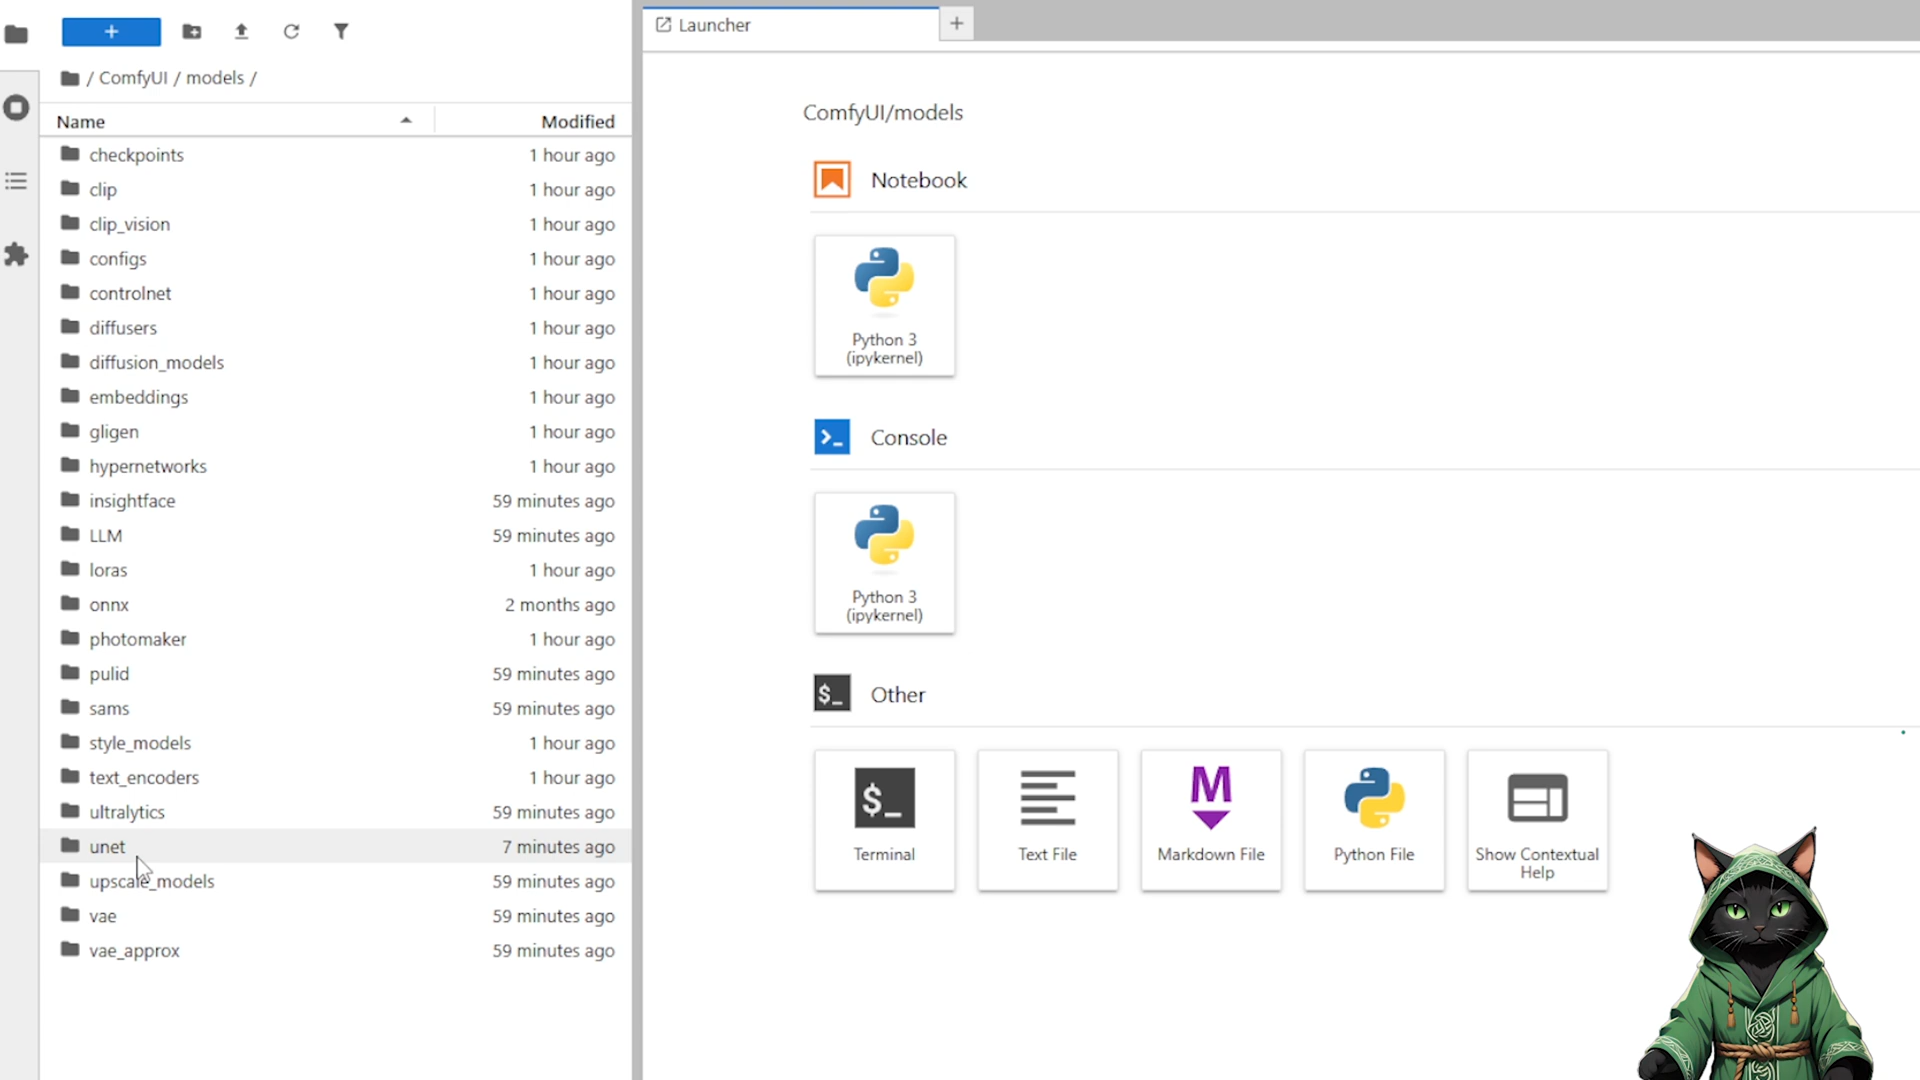 +
/ ComfyUI / models /
Name Modified
checkpoints 1 hour ago
clip 1 hour ago
clip_vision 1 hour ago
configs 1 hour ago
controlnet 1 hour ago
diffusers 1 hour ago
diffusion_models 1 hour ago
embeddings 1 hour ago
gligen 1 hour ago
hypernetworks 1 hour ago
insightface 59 minutes ago
LLM 59 minutes ago
loras 1 hour ago
onnx 2 months ago
photomaker 1 hour ago
pulid 59 minutes ago
sams 59 minutes ago
style_models 1 hour ago
text_encoders 1 hour ago
ultralytics 59 minutes ago
unet 7 minutes ago
upscale_models 59 minutes ago
vae 59 minutes ago
vae_approx 59 minutes ago
Launcher +
ComfyUI/models
Notebook
Python 3
(ipykernel)
>_ Console
Python 3
(ipykernel)
$_ Other
$_
Terminal
Text File
M
Markdown File
Python File
Show Contextual
Help